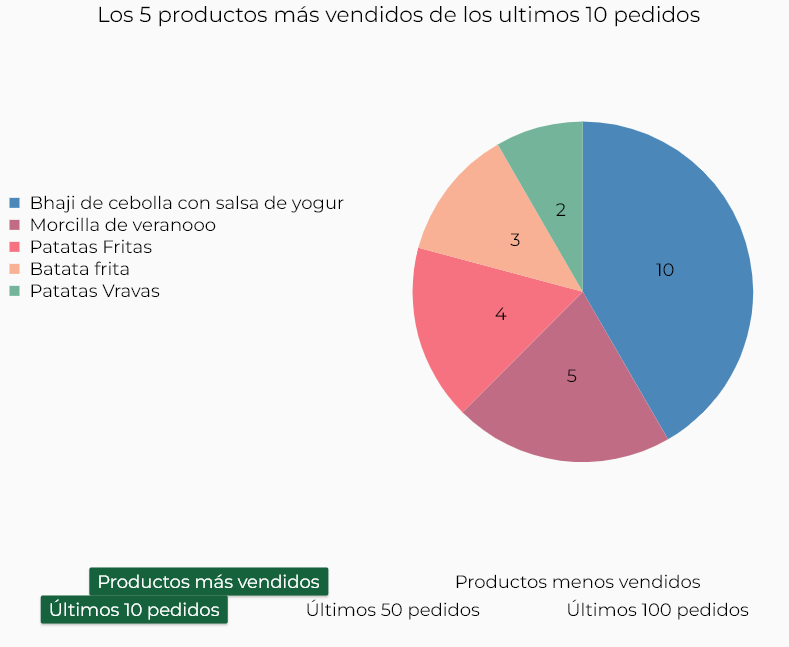 Los 5 productos más vendidos de los ultimos 10 pedidos
Bhaji de cebolla con salsa de yogur
Morcilla de veranooo
Patatas Fritas
Batata frita
Patatas Vravas
10
5
4
3
2
Productos más vendidos
Productos menos vendidos
Últimos 10 pedidos
Últimos 50 pedidos
Últimos 100 pedidos